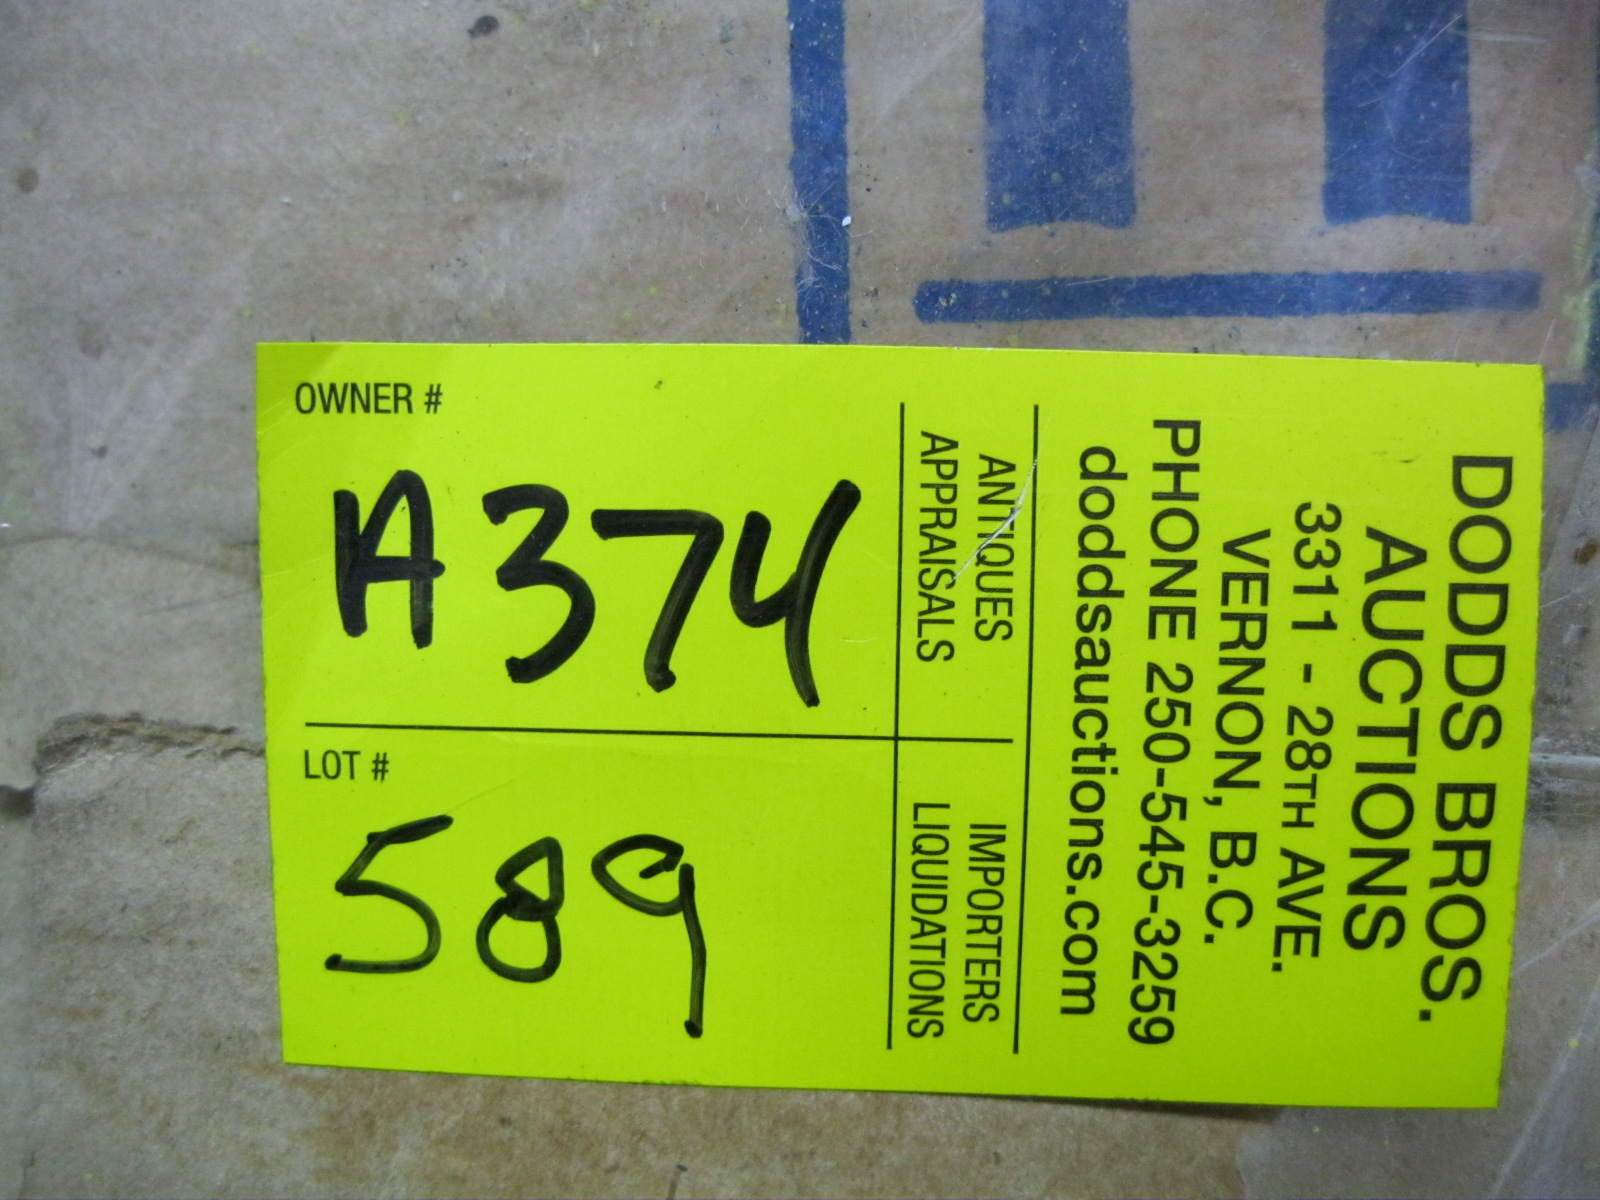 DODDS BROS.
AUCTIONS
3311 - 28TH AVE.
VERNON, B.C.
PHONE 250-545-3259
doddsauctions.com
ANTIQUES
APPRAISALS
IMPORTERS
LIQUIDATIONS
OWNER #
A374
LOT #
589